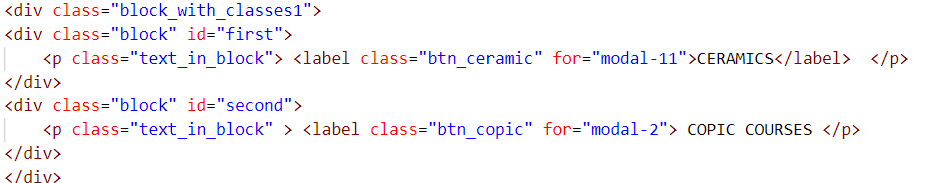 <div class="block_with_classes1">
<div class="block" id="first">
<p class="text_in_block"> <label class="btn_ceramic" for="modal-11">CERAMICS</label>  </p>
</div>
<div class="block" id="second">
<p class="text_in_block" > <label class="btn_copic" for="modal-2"> COPIC COURSES </p>
</div>
</div>